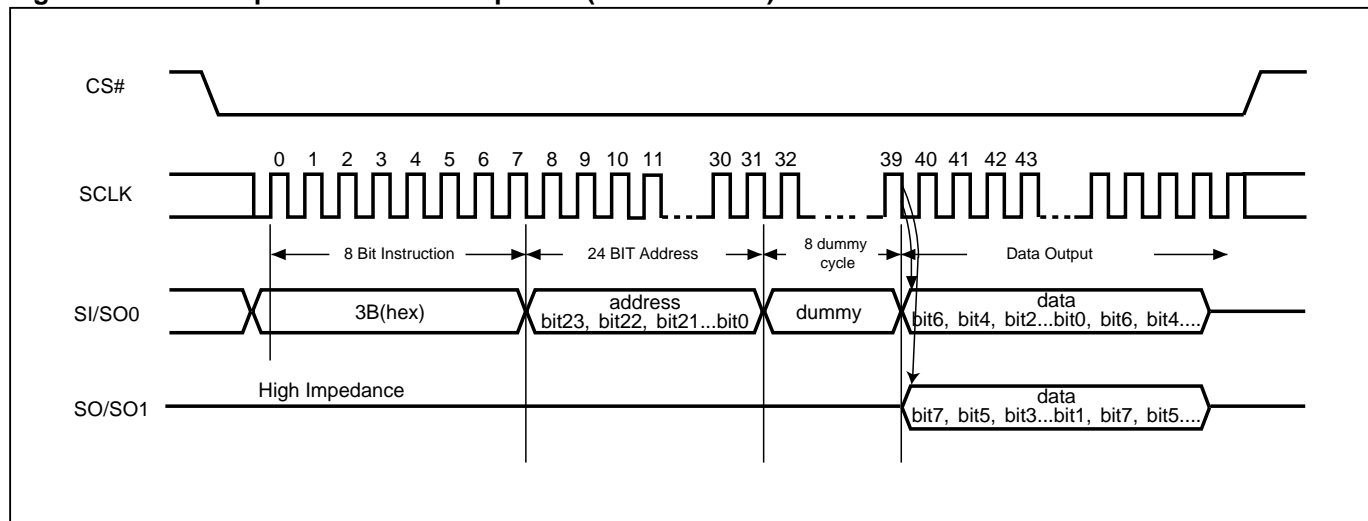 CS#
0 1 2 3 4 5 6 7 8 9 10 11 30 31 32 39 40 41 42 43
SCLK
8 Bit Instruction
24 BIT Address
8 dummy
cycle
Data Output
SI/SO0
3B(hex)
address
bit23, bit22, bit21...bit0
dummy
data
bit6, bit4, bit2...bit0, bit6, bit4....
High Impedance
SO/SO1
data
bit7, bit5, bit3...bit1, bit7, bit5....